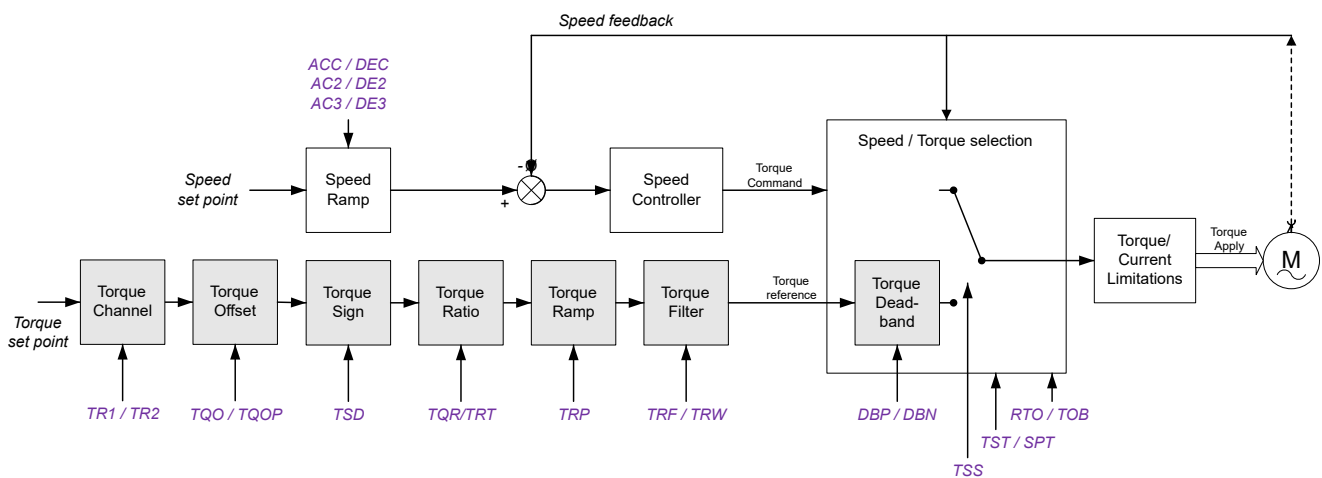 Speed feedback
ACC / DEC
AC2 / DE2
AC3 / DE3
Speed / Torque selection
Speed
set point
Speed
Ramp
-
+
Speed
Controller
Torque
Command
Torque/
Current
Limitations
Torque
Apply
M
~
Torque
set point
Torque
Channel
Torque
Offset
Torque
Sign
Torque
Ratio
Torque
Ramp
Torque
Filter
Torque
reference
Torque
Dead-
band
TR1 / TR2
TQO / TQOP
TSD
TQR/TRT
TRP
TRF / TRW
DBP / DBN
RTO / TOB
TST / SPT
TSS